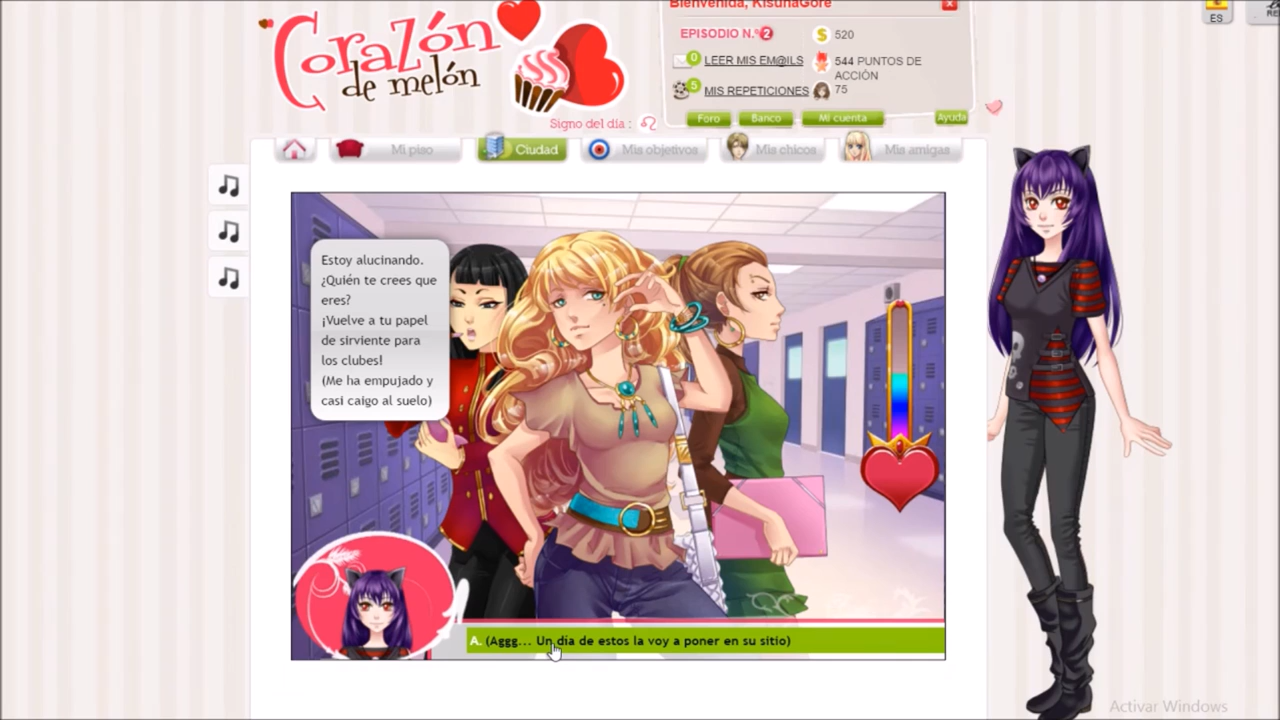 Corazón
de melón
Bienvenida, KisunaGore
EPISODIO N.º2
520
0 LEER MIS EM@ILS
544 PUNTOS DE
ACCIÒN
5 MIS REPETICIONES
75
Foro
Banco
Mi cuenta
Ayuda
ES
Signo del día :
Mi piso
Ciudad
Mis objetivos
Mis chicos
Mis amigas
Estoy alucinando.
¿Quién te crees que
eres?
¡Vuelve a tu papel
de sirviente para
los clubes!
(Me ha empujado y
casi caigo al suelo)
A. (Aggg... Un día de estos la voy a poner en su sitio)
Activar Windows